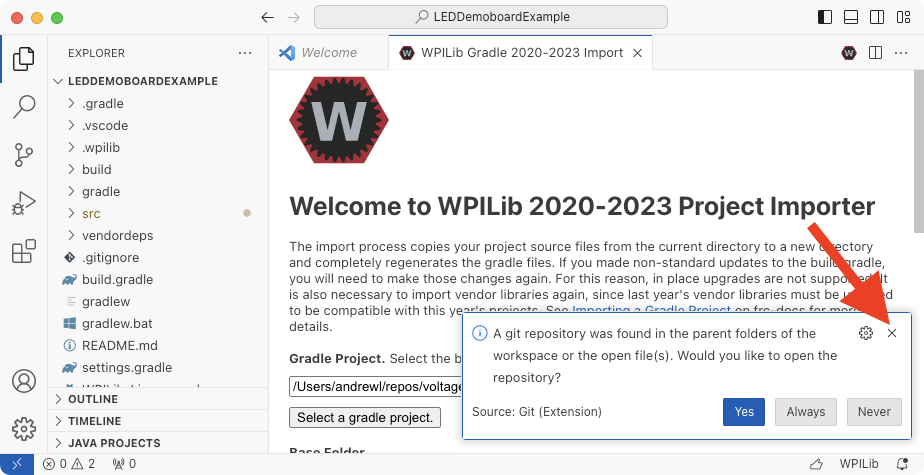 LEDDemoboardExample
EXPLORER
Welcome
WPILib Gradle 2020-2023 Import
LEDDEMOBOARDEXAMPLE
.gradle
.vscode
.wpilib
build
gradle
src
vendordeps
.gitignore
build.gradle
gradlew
gradlew.bat
README.md
settings.gradle
OUTLINE
TIMELINE
JAVA PROJECTS
W
Welcome to WPILib 2020-2023 Project Importer
The import process copies your project source files from the current directory to a new directory
and completely regenerates the gradle files. If you made non-standard updates to the build.gradle,
you will need to make those changes again. For this reason, in place upgrades are not supported. It
is also necessary to import vendor libraries again, since last year's vendor libraries must be updated
to be compatible with this year's projects. See Importing a Gradle Project on frc-docs for more
details.
Gradle Project. Select the b
/Users/andrewl/repos/voltage
Select a gradle project.
Base Folder
A git repository was found in the parent folders of the
workspace or the open file(s). Would you like to open the
repository?
Source: Git (Extension)
Yes
Always
Never
0 2 0
WPILib